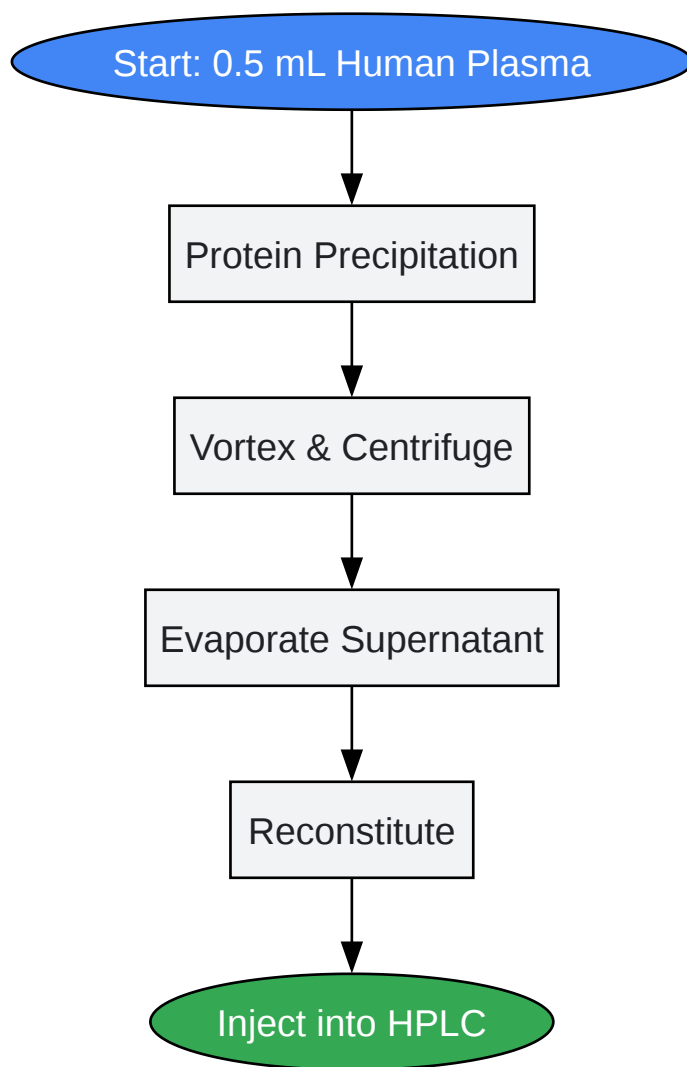 Start: 0.5 mL Human Plasma
Protein Precipitation
Vortex & Centrifuge
Evaporate Supernatant
Reconstitute
Inject into HPLC